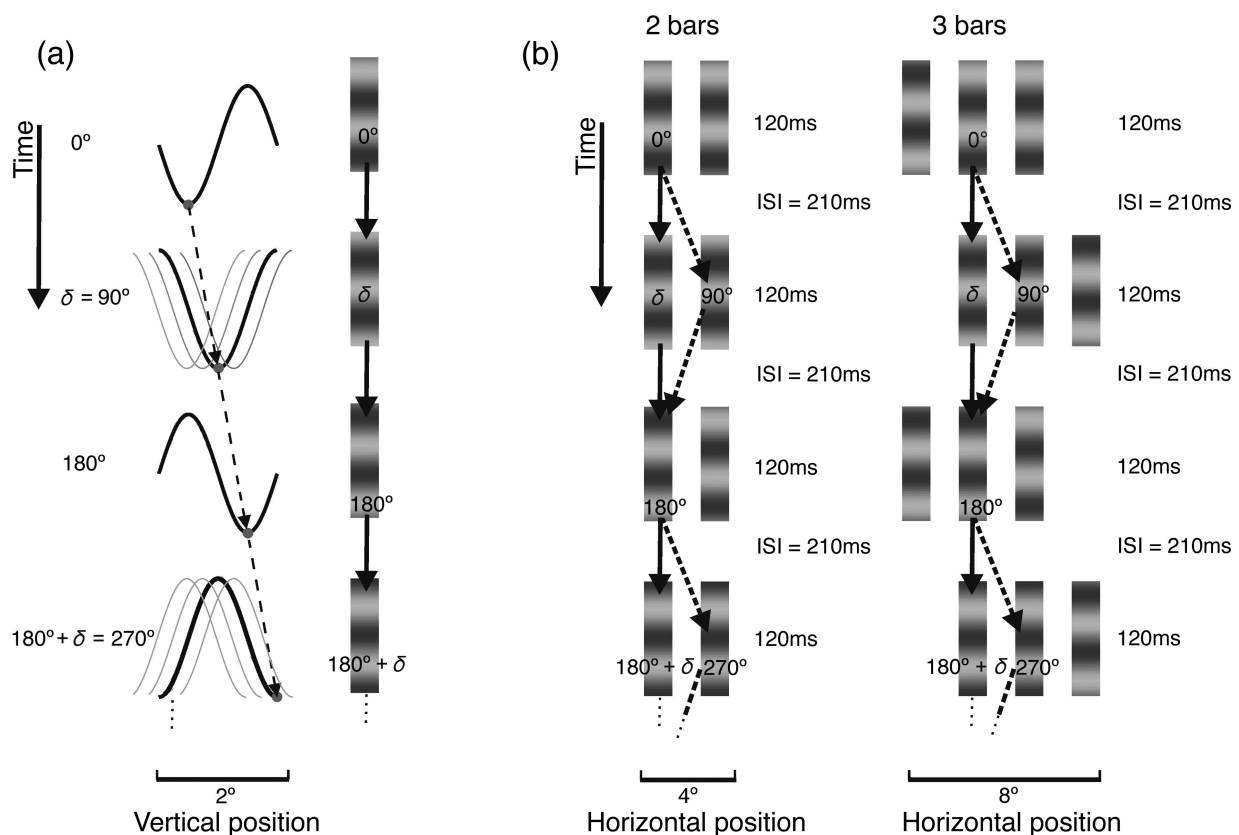 (a)
Time
0º
δ = 90º
180º
180º + δ = 270º
0º
δ
180º
180º + δ
2º
Vertical position
(b)
Time
2 bars
0º
120ms
ISI = 210ms
δ
90º
120ms
ISI = 210ms
180º
120ms
ISI = 210ms
180º + δ 270º
120ms
4º
Horizontal position
3 bars
0º
120ms
ISI = 210ms
δ
90º
120ms
ISI = 210ms
180º
120ms
ISI = 210ms
180º + δ 270º
120ms
8º
Horizontal position